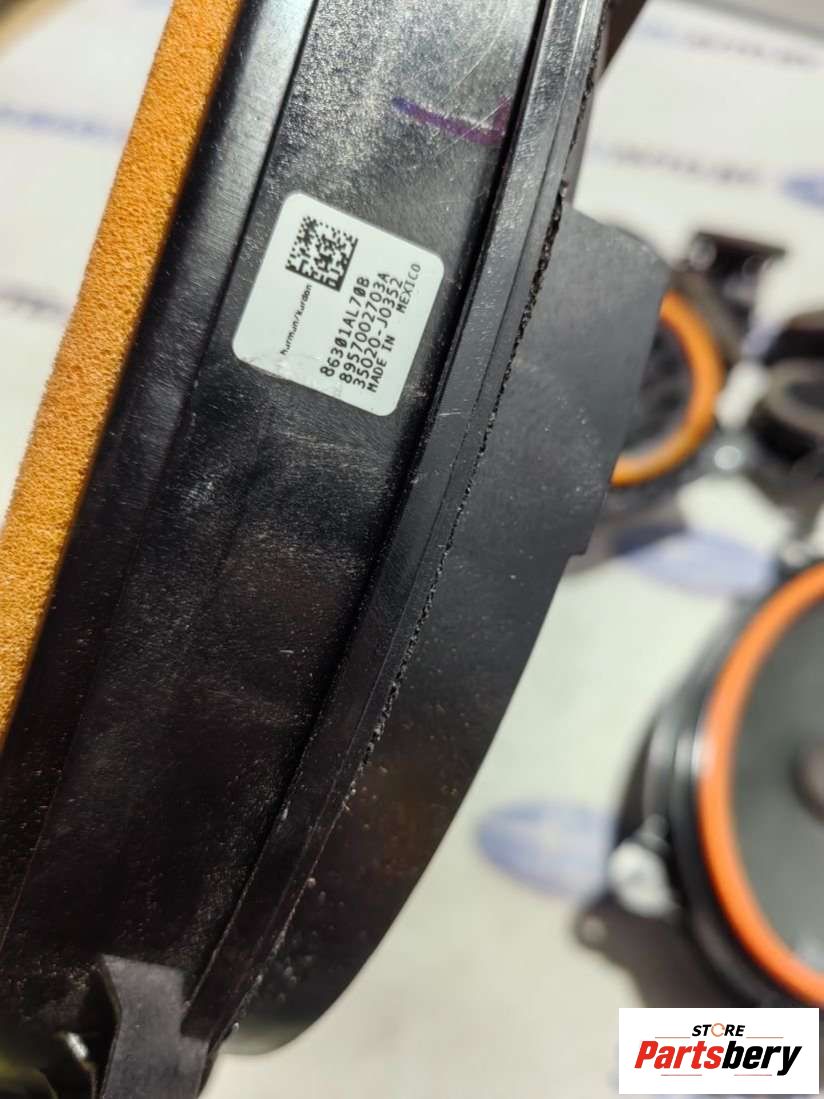 harman/kardon
86301AL70B
8957002703A
35020-J0352
MADE IN MEXICO
STORE
Partsbery